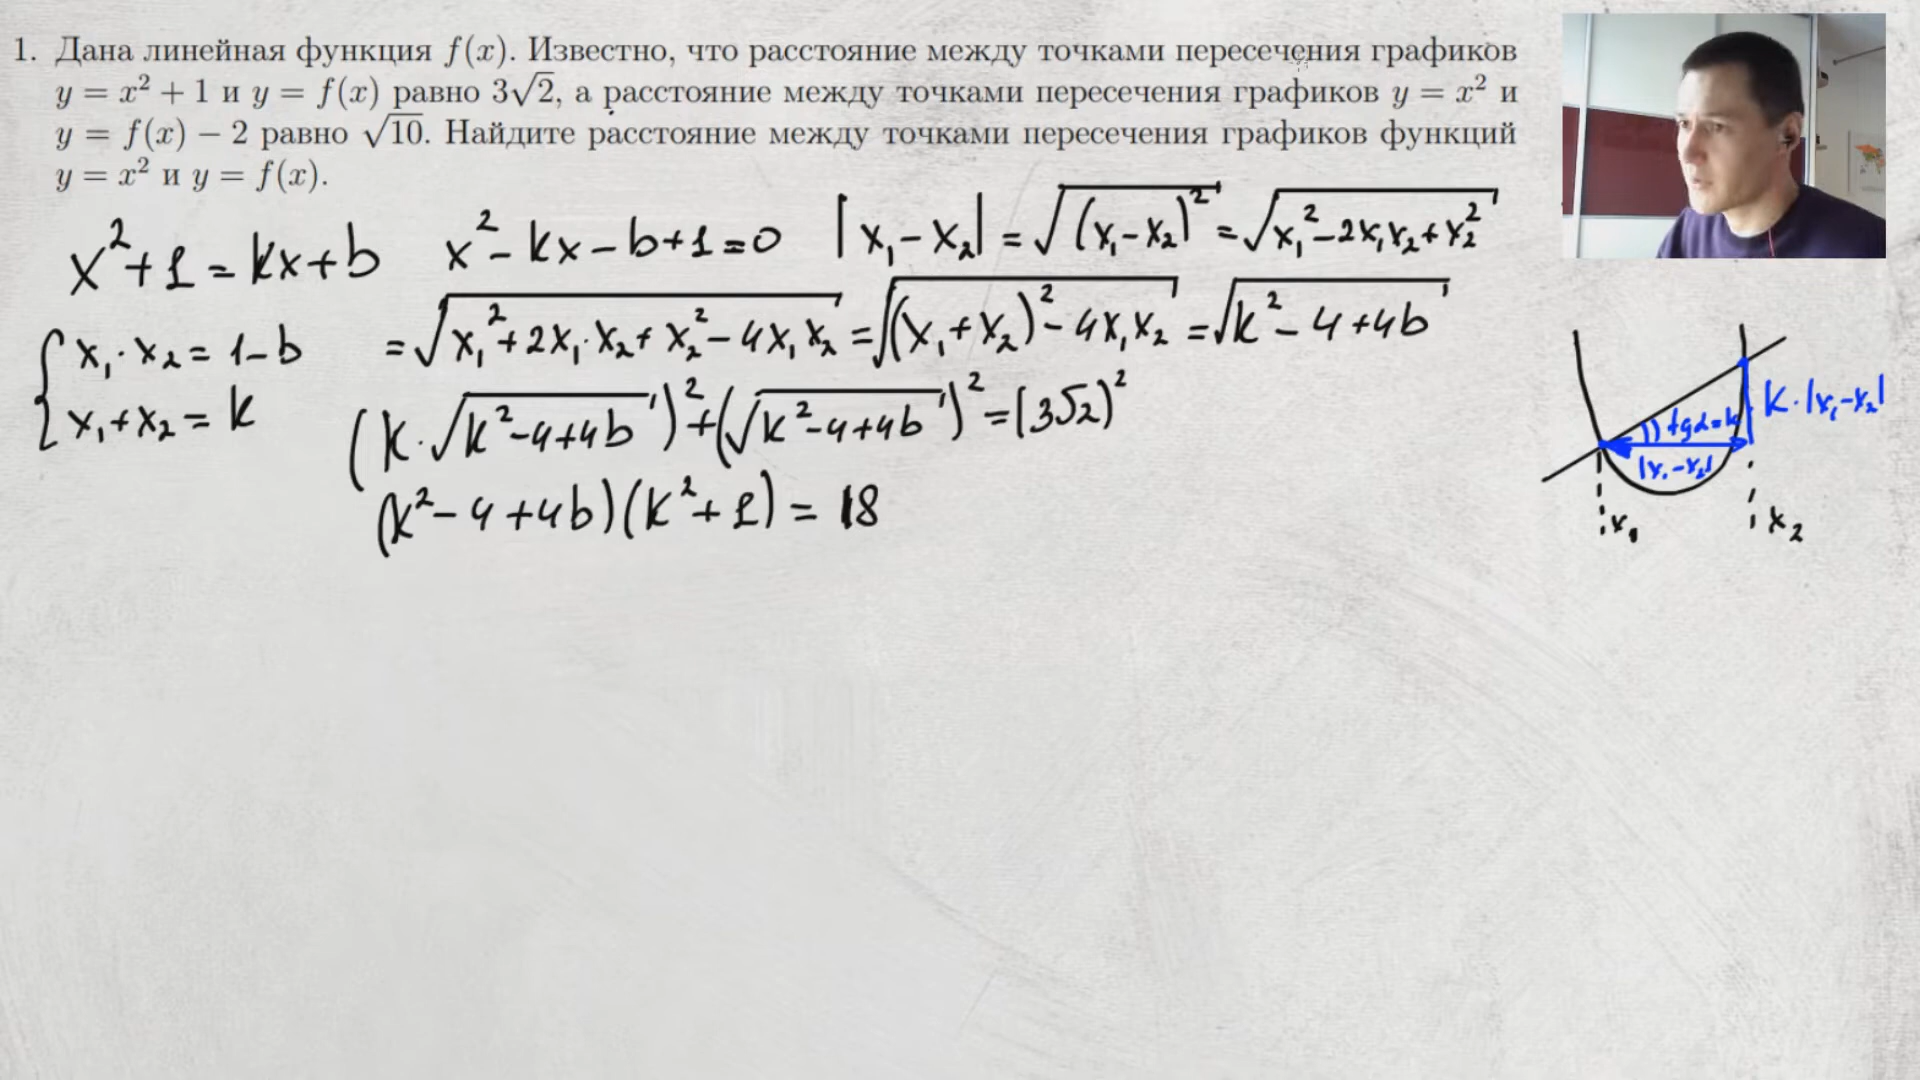 1. Дана линейная функция f(x). Известно, что расстояние между точками пересечения графиков
y = x² + 1 и y = f(x) равно 3√2, а расстояние между точками пересечения графиков y = x² и
y = f(x) − 2 равно √10. Найдите расстояние между точками пересечения графиков функций
y = x² и y = f(x).
x² + 1 = kx + b    x² − kx − b + 1 = 0    |x₁ − x₂| = √((x₁ − x₂)²) = √(x₁² − 2x₁x₂ + x₂²)
= √(x₁² + 2x₁·x₂ + x₂² − 4x₁x₂) = √((x₁ + x₂)² − 4x₁x₂) = √(k² − 4 + 4b)
{ x₁ · x₂ = 1 − b
x₁ + x₂ = k
(k · √(k² − 4 + 4b))² + (√(k² − 4 + 4b))² = (3√2)²
(k² − 4 + 4b)(k² + 1) = 18
k · |x₁ − x₂|
tgα = k
|x₁ − x₂|
x₁
x₂